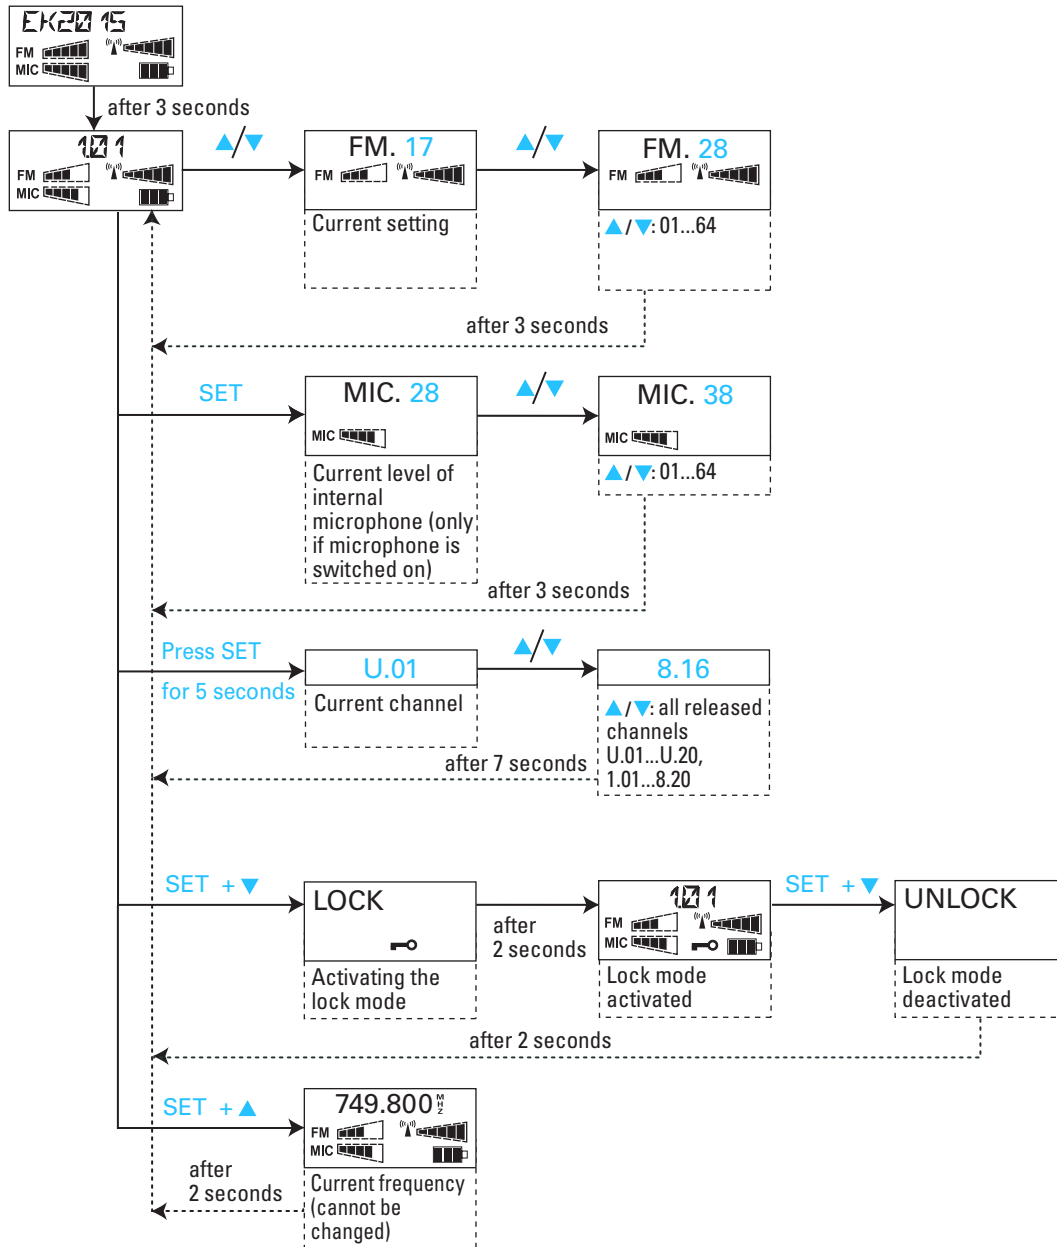 EK2015
FM
MIC
after 3 seconds
1.01
FM
MIC
▲/▼
FM. 17
FM
Current setting
▲/▼
FM. 28
FM
▲/▼: 01...64
after 3 seconds
SET
MIC. 28
MIC
Current level of
internal
microphone (only
if microphone is
switched on)
▲/▼
MIC. 38
MIC
▲/▼: 01...64
after 3 seconds
Press SET
for 5 seconds
U.01
Current channel
▲/▼
8.16
▲/▼: all released
channels
U.01...U.20,
1.01...8.20
after 7 seconds
SET + ▼
LOCK
Activating the
lock mode
after
2 seconds
1.01
FM
MIC
Lock mode
activated
SET + ▼
UNLOCK
Lock mode
deactivated
after 2 seconds
SET + ▲
749.800 MHZ
FM
MIC
Current frequency
(cannot be
changed)
after
2 seconds